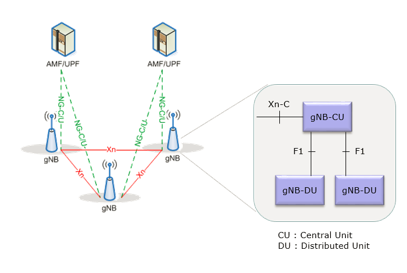 AMF/UPF
AMF/UPF
NG-C/U
NG-C/U
NG-C/U
NG-C/U
Xn
gNB
gNB
Xn
Xn
gNB
Xn-C
gNB-CU
F1
F1
gNB-DU
gNB-DU
CU : Central Unit
DU : Distributed Unit